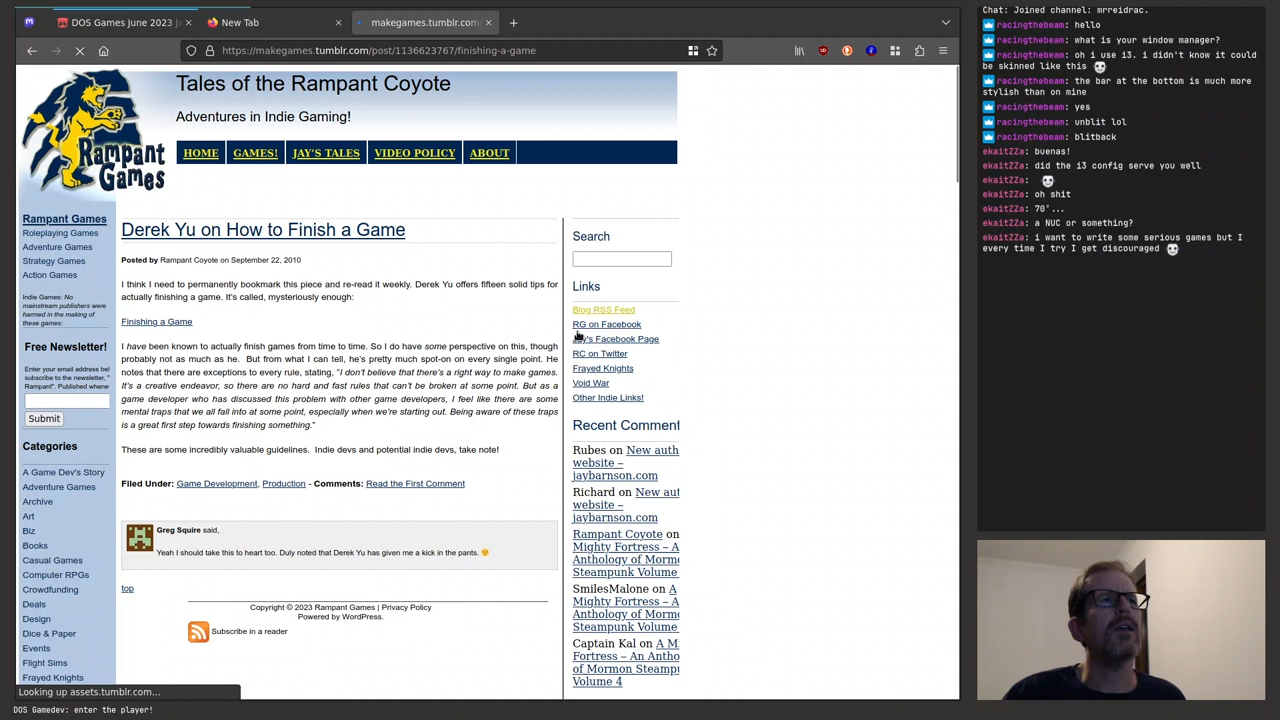 DOS Games June 2023 J
New Tab
makegames.tumblr.com/
https://makegames.tumblr.com/post/1136623767/finishing-a-game
Tales of the Rampant Coyote
Adventures in Indie Gaming!
Rampant
Games
HOME
GAMES!
JAY'S TALES
VIDEO POLICY
ABOUT
Rampant Games
Roleplaying Games
Adventure Games
Strategy Games
Action Games
Indie Games: No
mainstream publishers were
harmed in the making of
these games:
Free Newsletter!
Enter your email address bel
subscribe to the newsletter, "
Rampant". Published whene
Submit
Categories
A Game Dev's Story
Adventure Games
Archive
Art
Biz
Books
Casual Games
Computer RPGs
Crowdfunding
Deals
Design
Dice & Paper
Events
Flight Sims
Frayed Knights
Derek Yu on How to Finish a Game
Posted by Rampant Coyote on September 22, 2010
I think I need to permanently bookmark this piece and re-read it weekly. Derek Yu offers fifteen solid tips for
actually finishing a game. It's called, mysteriously enough:
Finishing a Game
I have been known to actually finish games from time to time. So I do have some perspective on this, though
probably not as much as he. But from what I can tell, he's pretty much spot-on on every single point. He
notes that there are exceptions to every rule, stating, "I don't believe that there's a right way to make games.
It's a creative endeavor, so there are no hard and fast rules that can't be broken at some point. But as a
game developer who has discussed this problem with other game developers, I feel like there are some
mental traps that we all fall into at some point, especially when we're starting out. Being aware of these traps
is a great first step towards finishing something."
These are some incredibly valuable guidelines. Indie devs and potential indie devs, take note!
Filed Under: Game Development, Production - Comments: Read the First Comment
Greg Squire said,
Yeah I should take this to heart too. Duly noted that Derek Yu has given me a kick in the pants.
top
Copyright © 2023 Rampant Games | Privacy Policy
Powered by WordPress.
Subscribe in a reader
Search
Links
Blog RSS Feed
RG on Facebook
's Facebook Page
RC on Twitter
Frayed Knights
Void War
Other Indie Links!
Recent Comment
Rubes on New auth
website –
jaybarnson.com
Richard on New aut
website –
jaybarnson.com
Rampant Coyote on
Mighty Fortress – A
Anthology of Mormo
Steampunk Volume
SmilesMalone on A
Mighty Fortress – A
Anthology of Mormo
Steampunk Volume
Captain Kal on A Mi
Fortress – An Antho
of Mormon Steampu
Volume 4
Looking up assets.tumblr.com...
DOS Gamedev: enter the player!
Chat: Joined channel: mrreidrac.
racingthebeam: hello
racingthebeam: what is your window manager?
racingthebeam: oh i use i3. i didn't know it could
be skinned like this
racingthebeam: the bar at the bottom is much more
stylish than on mine
racingthebeam: yes
racingthebeam: unblit lol
racingthebeam: blitback
ekaitZZa: buenas!
ekaitZZa: did the i3 config serve you well
ekaitZZa:
ekaitZZa: oh shit
ekaitZZa: 70°...
ekaitZZa: a NUC or something?
ekaitZZa: i want to write some serious games but I
every time I try I get discouraged